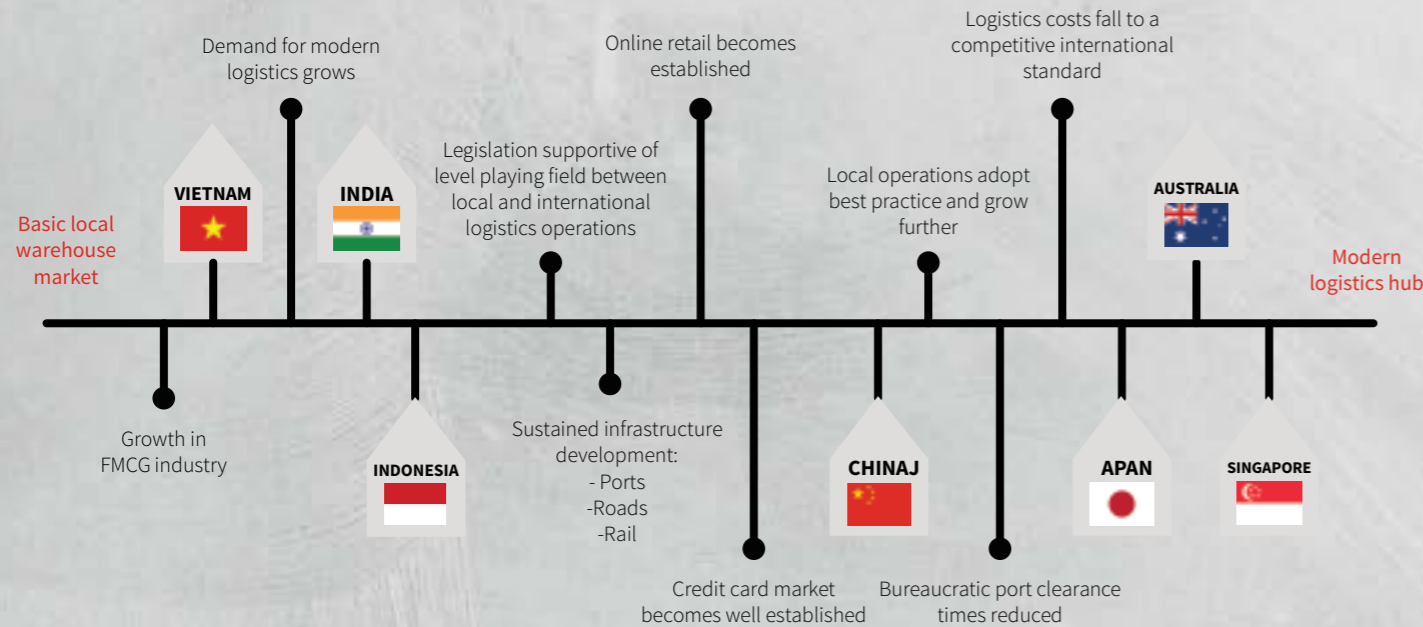 Demand for modern
logistics grows
Online retail becomes
established
Logistics costs fall to a
competitive international
standard
Legislation supportive of
level playing field between
local and international
logistics operations
Local operations adopt
best practice and grow
further
VIETNAM
INDIA
AUSTRALIA
Basic local
warehouse
market
Modern
logistics hub
Growth in
FMCG industry
INDONESIA
Sustained infrastructure
development:
- Ports
-Roads
-Rail
CHINAJ
APAN
SINGAPORE
Credit card market
becomes well established
Bureaucratic port clearance
times reduced